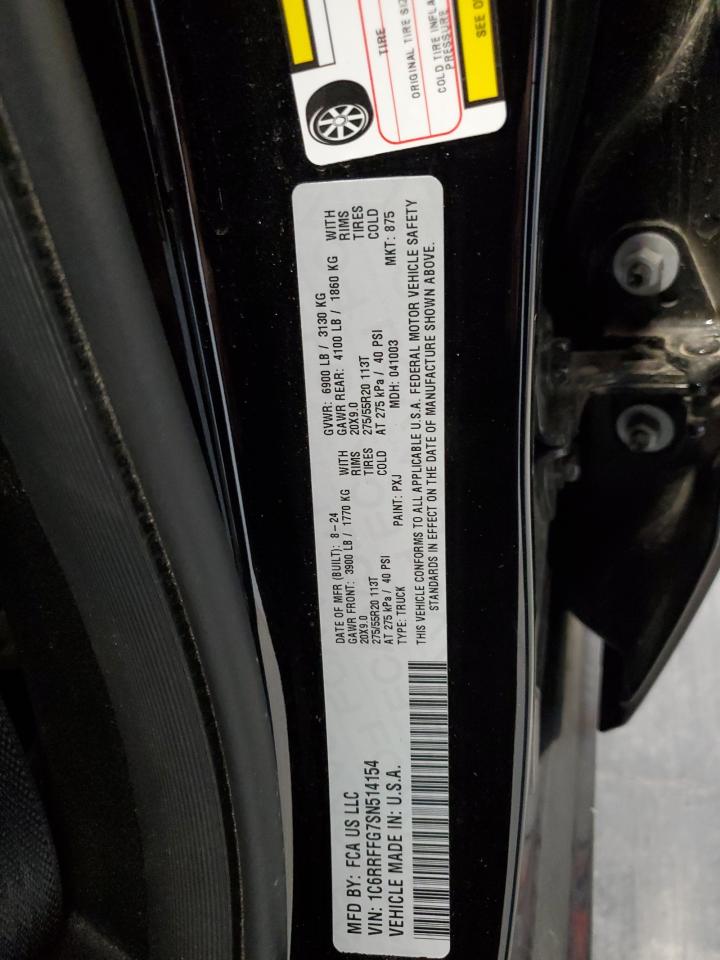 TIRE
ORIGINAL TIRE
COLD TIRE
PRESSURE
SEE
MFD BY: FCA US LLC
VIN: 1C6RRFFG7SN514154
VEHICLE MADE IN: U.S.A.
DATE OF MFR (BUILT): 8-24
GAWR FRONT: 3900 LB / 1770 KG WITH
20X9.0 RIMS
275/55R20 113T TIRES
AT 275 kPa / 40 PSI COLD
TYPE: TRUCK PAINT: PXJ
GVWR: 6900 LB / 3130 KG
GAWR REAR: 4100 LB / 1860 KG WITH
20X9.0 RIMS
275/55R20 113T TIRES
AT 275 kPa / 40 PSI COLD
MDH: 041003 MKT: 875
THIS VEHICLE CONFORMS TO ALL APPLICABLE U.S.A. FEDERAL MOTOR VEHICLE SAFETY
STANDARDS IN EFFECT ON THE DATE OF MANUFACTURE SHOWN ABOVE.